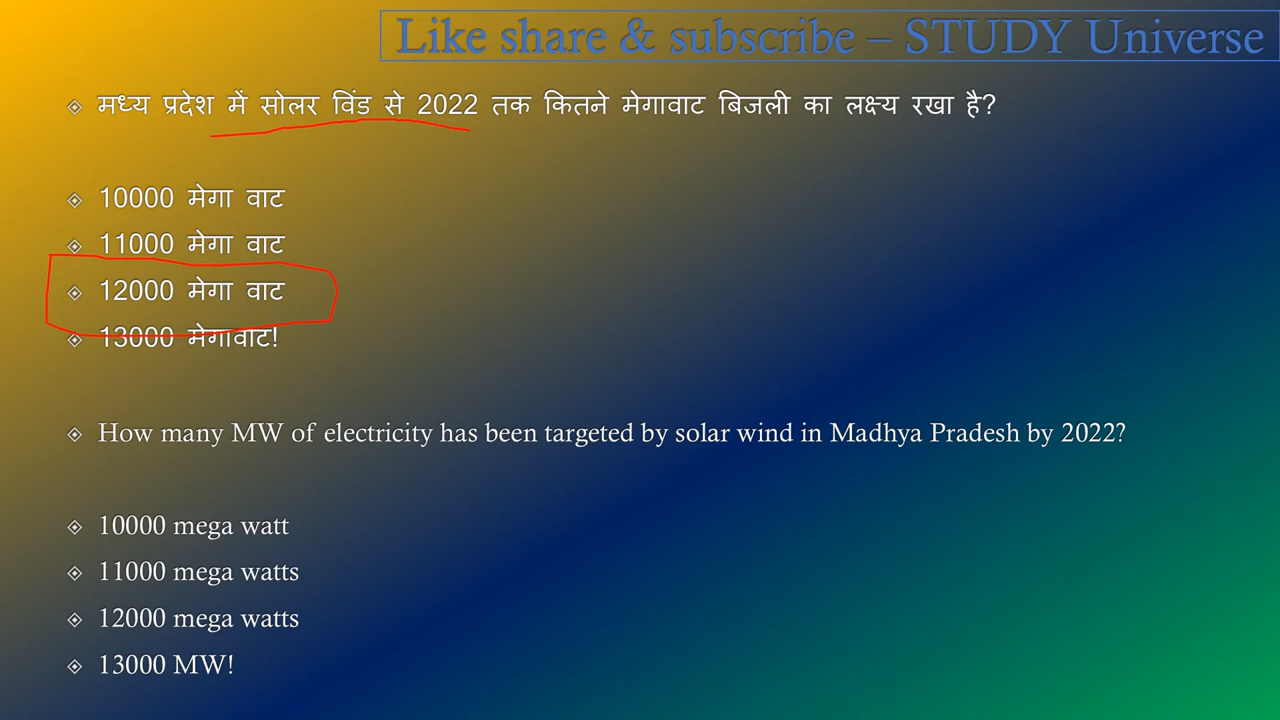 Like share & subscribe – STUDY Universe
मध्य प्रदेश में सोलर विंड से 2022 तक कितने मेगावाट बिजली का लक्ष्य रखा है?
10000 मेगा वाट
11000 मेगा वाट
12000 मेगा वाट
13000 मेगावाट!
How many MW of electricity has been targeted by solar wind in Madhya Pradesh by 2022?
10000 mega watt
11000 mega watts
12000 mega watts
13000 MW!